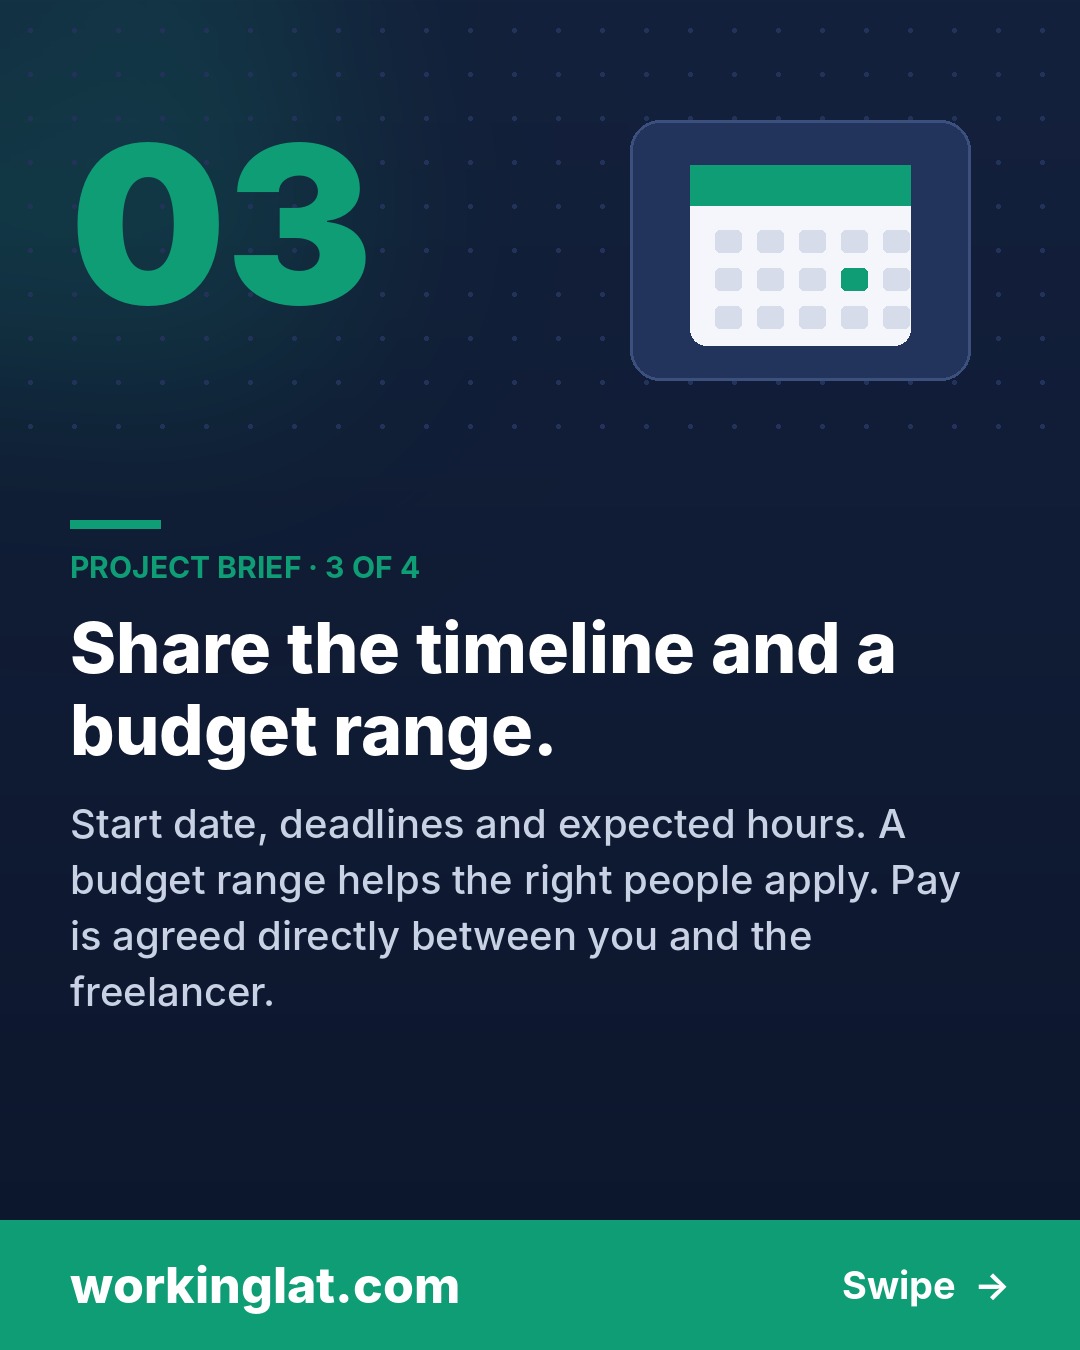 03
PROJECT BRIEF · 3 OF 4
Share the timeline and a
budget range.
Start date, deadlines and expected hours. A
budget range helps the right people apply. Pay
is agreed directly between you and the
freelancer.
workinglat.com
Swipe →